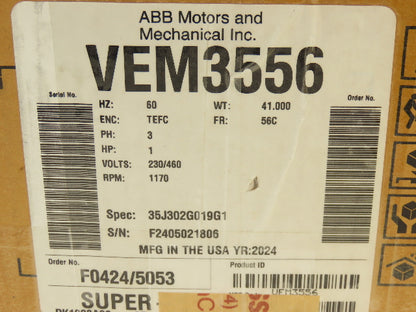 ABB Motors and
Mechanical Inc.
VEM3556
Serial No.
Order No.
HZ: 60 WT: 41.000
ENC: TEFC FR: 56C
PH: 3
HP: 1
VOLTS: 230/460
RPM: 1170
Spec: 35J302G019G1
S/N: F2405021806
MFG IN THE USA YR:2024
Order No. Product ID
F0424/5053
VEM3556
SUPER-